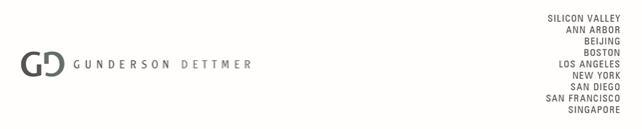 GD GUNDERSON DETTMER
SILICON VALLEY
ANN ARBOR
BEIJING
BOSTON
LOS ANGELES
NEW YORK
SAN DIEGO
SAN FRANCISCO
SINGAPORE